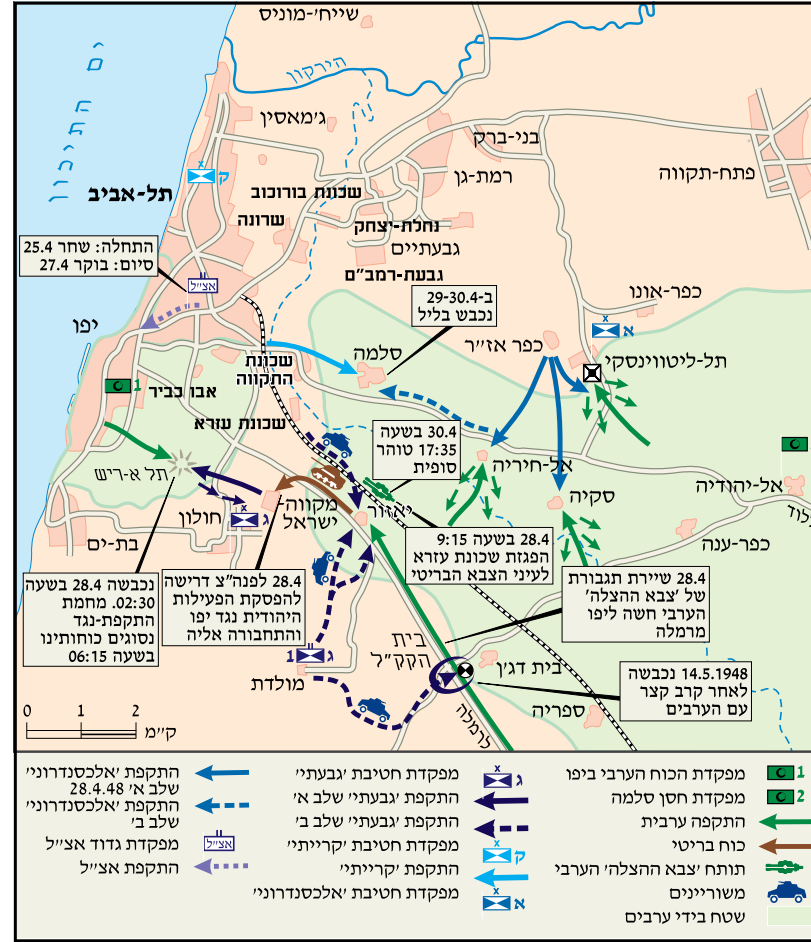 שייח׳-מוניס
ים התיכון
הירקון
ג׳מאסין
בני-ברק
פתח-תקווה
רמת-גן
ק
תל-אביב
שכונת בורוכוב
שרונה
נחלת-יצחק
גבעתיים
גבעת-רמב"ם
התחלה: שחר 25.4
סיום: בוקר 27.4
אצ״ל
ב-29-30.4
נכבש בליל
כפר-אונו
א
יפו
סלמה
כפר אז״ר
תל-ליטווינסקי
שכונת
התקווה
1
אבו כביר
שכונת עזרא
30.4 בשעה
17:35 טוהר
סופית
תל א-ריש
אל-חיריה
אל-יהודיה
לוד
סקיה
יאזור
מקווה-
ישראל
ג
חולון
בת-ים
כפר-ענה
28.4 בשעה 9:15
הפגזת שכונת עזרא
לעיני הצבא הבריטי
נכבשה 28.4 בשעה
02:30. מחמת
התקפת-נגד
נסוגים כוחותינו
בשעה 06:15
28.4 לפנה"צ דרישה
להפסקת הפעילות
היהודית נגד יפו
והתחבורה אליה
28.4 שיירת תגבורת
של ׳צבא ההצלה׳
הערבי חשה ליפו
מרמלה
בית
הקק"ל
ג 1
מולדת
בית דג׳ן
14.5.1948 נכבשה
לאחר קרב קצר
עם הערבים
ספריה
לרמלה
0 1 2
ק״מ
1 מפקדת הכוח הערבי ביפו
2 מפקדת חסן סלמה
התקפה ערבית
כוח בריטי
תותח ׳צבא ההצלה׳ הערבי
משוריינים
שטח בידי ערבים
ג מפקדת חטיבת ׳גבעתי׳
התקפת ׳גבעתי׳ שלב א׳
התקפת ׳גבעתי׳ שלב ב׳
ק מפקדת חטיבת ׳קרייתי׳
התקפת ׳קרייתי׳
א מפקדת חטיבת ׳אלכסנדרוני׳
התקפת ׳אלכסנדרוני׳
שלב א׳ 28.4.48
התקפת ׳אלכסנדרוני׳
שלב ב׳
אצ״ל מפקדת גדוד אצ״ל
התקפת אצ״ל